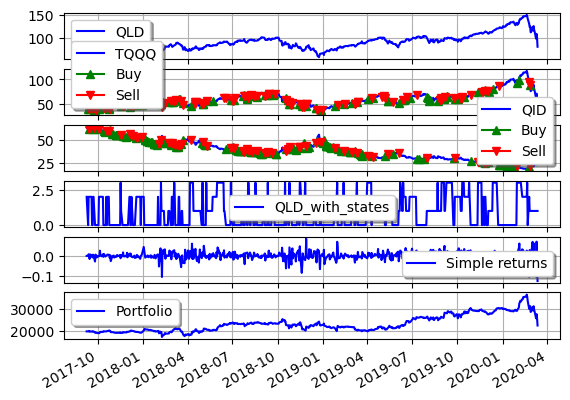 150
QLD
100
TQQQ
100
Buy
50
Sell
QID
50
Buy
25
Sell
2.5
QLD_with_states
0.0
0.0
Simple returns
−0.1
30000
Portfolio
20000
2017-10
2018-01
2018-04
2018-07
2018-10
2019-01
2019-04
2019-07
2019-10
2020-01
2020-04